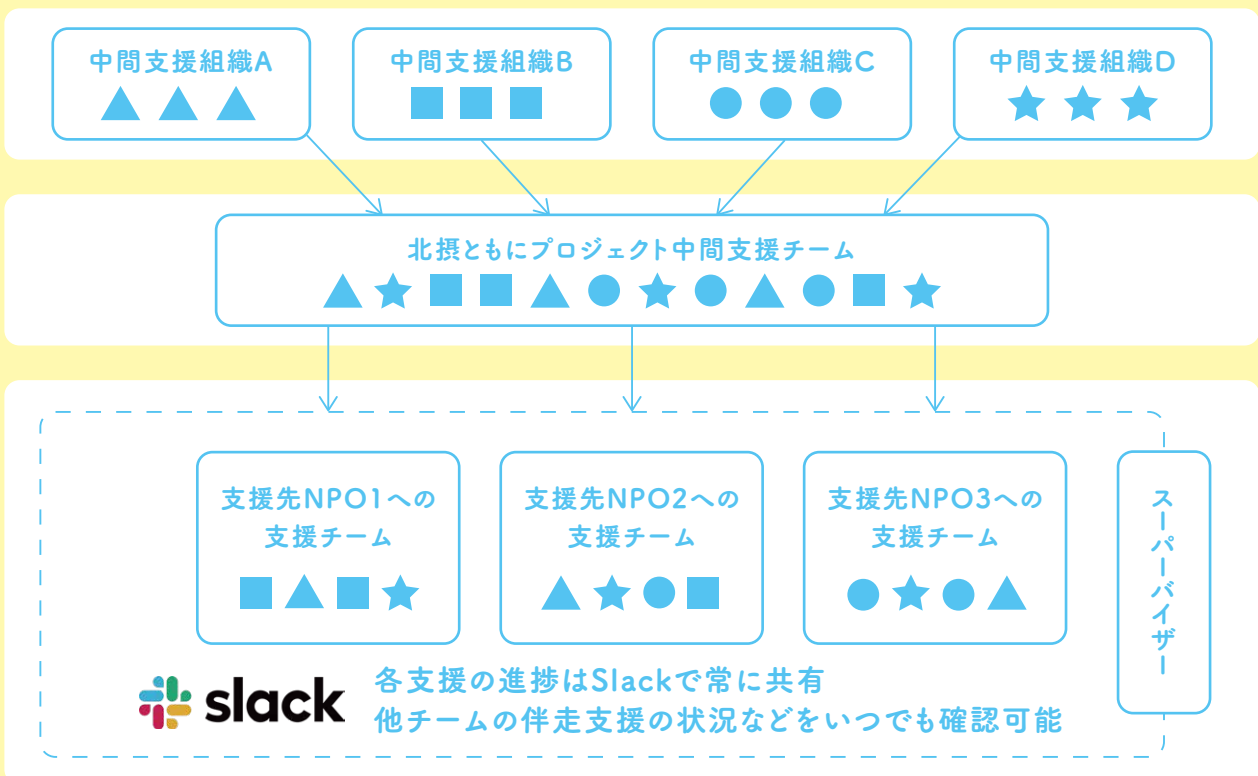 中間支援組織A
中間支援組織B
中間支援組織C
中間支援組織D
北摂ともにプロジェクト中間支援チーム
支援先NPO1への
支援チーム
支援先NPO2への
支援チーム
支援先NPO3への
支援チーム
スーパーバイザー
slack
各支援の進捗はSlackで常に共有
他チームの伴走支援の状況などをいつでも確認可能